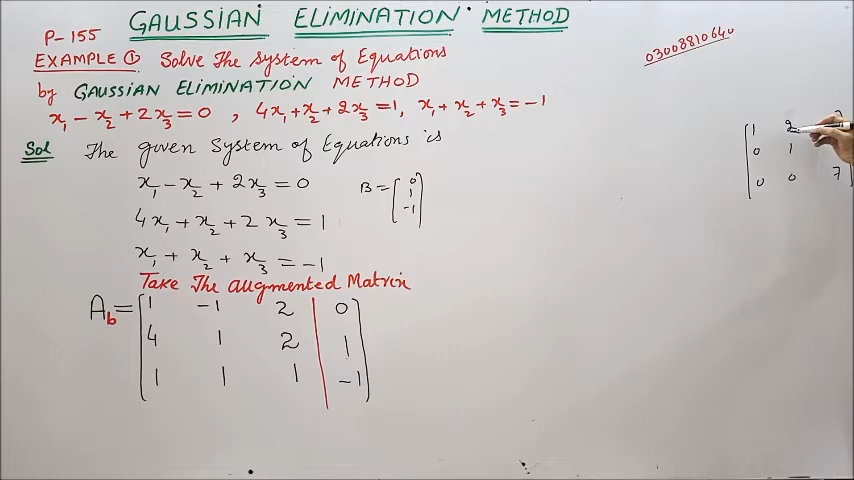 GAUSSIAN ELIMINATION METHOD
P-155
03008810640
EXAMPLE ① Solve The System of Equations
by GAUSSIAN ELIMINATION METHOD
x₁ - x₂ + 2x₃ = 0 , 4x₁ + x₂ + 2x₃ = 1, x₁ + x₂ + x₃ = -1
Sol The given System of Equations is
x₁ - x₂ + 2x₃ = 0
4x₁ + x₂ + 2x₃ = 1
x₁ + x₂ + x₃ = -1
B = [0
1
-1]
Take The augmented Matrix
A_b = [1 -1 2 | 0
4 1 2 | 1
1 1 1 | -1]
[1 2
0 1
0 0 7